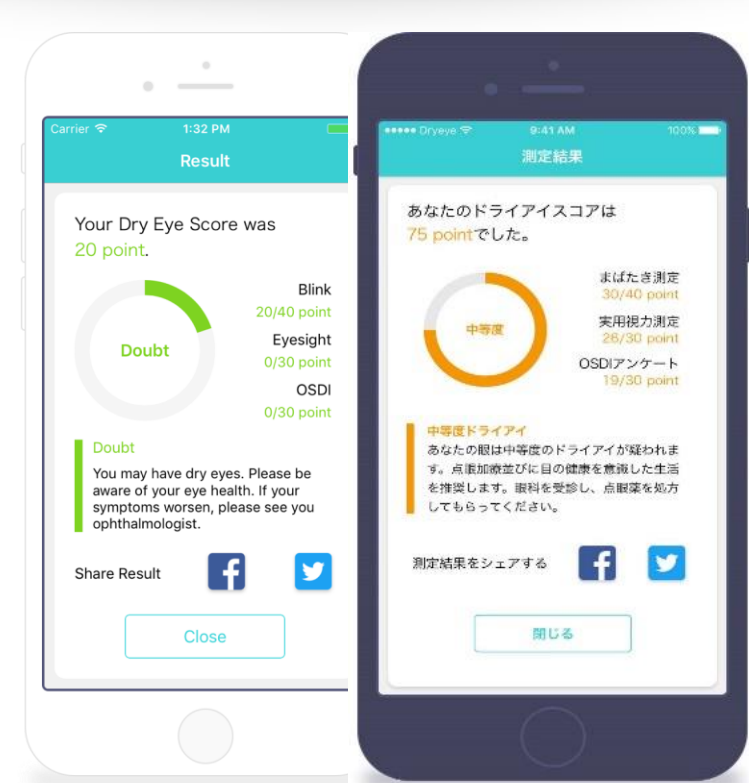 Carrier
1:32 PM
Result
Your Dry Eye Score was
20 point.
Doubt
Blink
20/40 point
Eyesight
0/30 point
OSDI
0/30 point
Doubt
You may have dry eyes. Please be
aware of your eye health. If your
symptoms worsen, please see you
ophthalmologist.
Share Result
Close
Dryeye
9:41 AM
100%
測定結果
あなたのドライアイスコアは
75 pointでした。
中等度
まばたき測定
30/40 point
実用視力測定
26/30 point
OSDIアンケート
19/30 point
中等度ドライアイ
あなたの眼は中等度のドライアイが疑われま
す。点眼加療並びに目の健康を意識した生活
を推奨します。眼科を受診し、点眼薬を処方
してもらってください。
測定結果をシェアする
閉じる